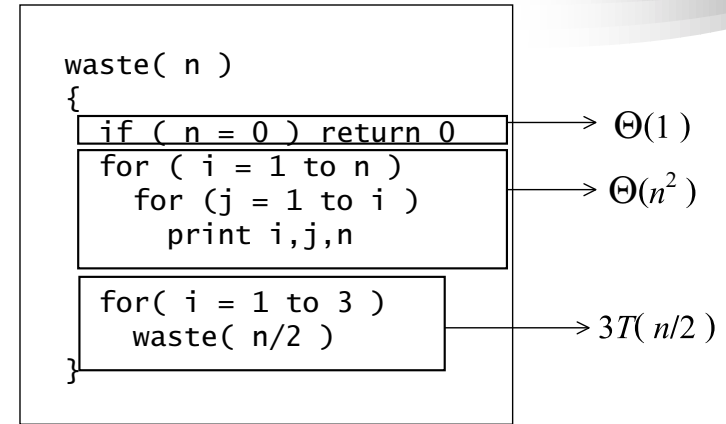 waste( n )
{
if ( n = 0 ) return 0
Θ(1 )
for ( i = 1 to n )
for (j = 1 to i )
print i,j,n
Θ(n² )
for( i = 1 to 3 )
waste( n/2 )
3T( n/2 )
}